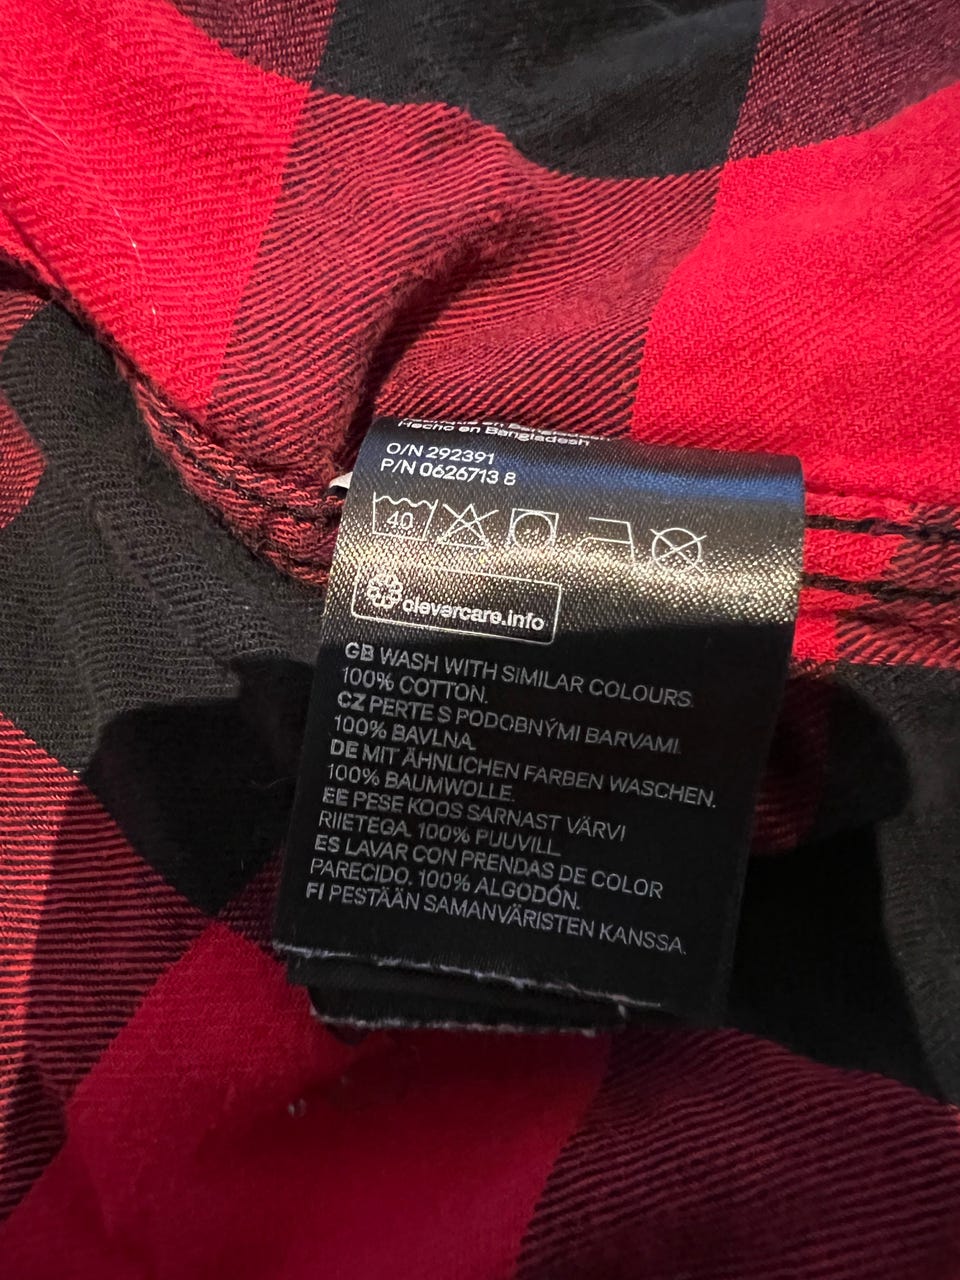 Hecho en Bangladesh
O/N 292391
P/N 0626713 8
40
clevercare.info
GB WASH WITH SIMILAR COLOURS.
100% COTTON.
CZ PERTE S PODOBNÝMI BARVAMI.
100% BAVLNA.
DE MIT ÄHNLICHEN FARBEN WASCHEN.
100% BAUMWOLLE.
EE PESE KOOS SARNAST VÄRVI
RIIETEGA. 100% PUUVILL.
ES LAVAR CON PRENDAS DE COLOR
PARECIDO. 100% ALGODÓN.
FI PESTÄÄN SAMANVÄRISTEN KANSSA.